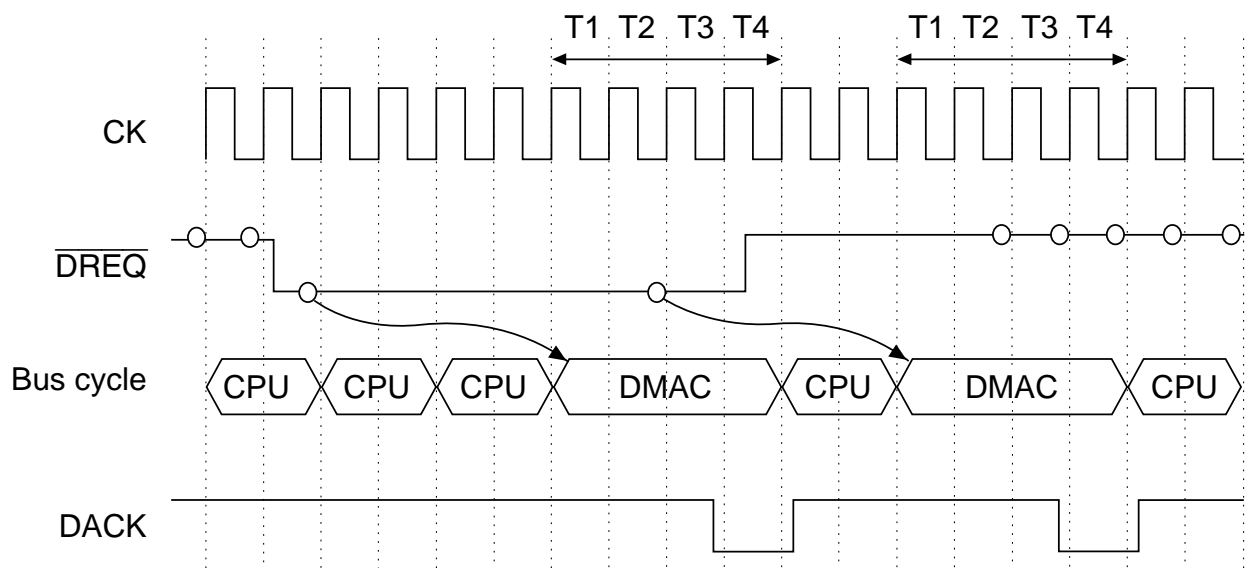 T1 T2 T3 T4 T1 T2 T3 T4
CK
DREQ
Bus cycle CPU CPU CPU DMAC CPU DMAC CPU
DACK